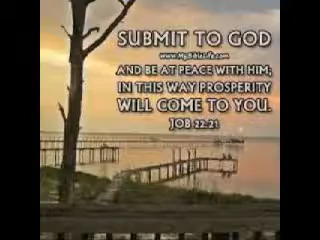 SUBMIT TO GOD
www.MyBibleLife.com
AND BE AT PEACE WITH HIM;
IN THIS WAY PROSPERITY
WILL COME TO YOU.
JOB 22:21